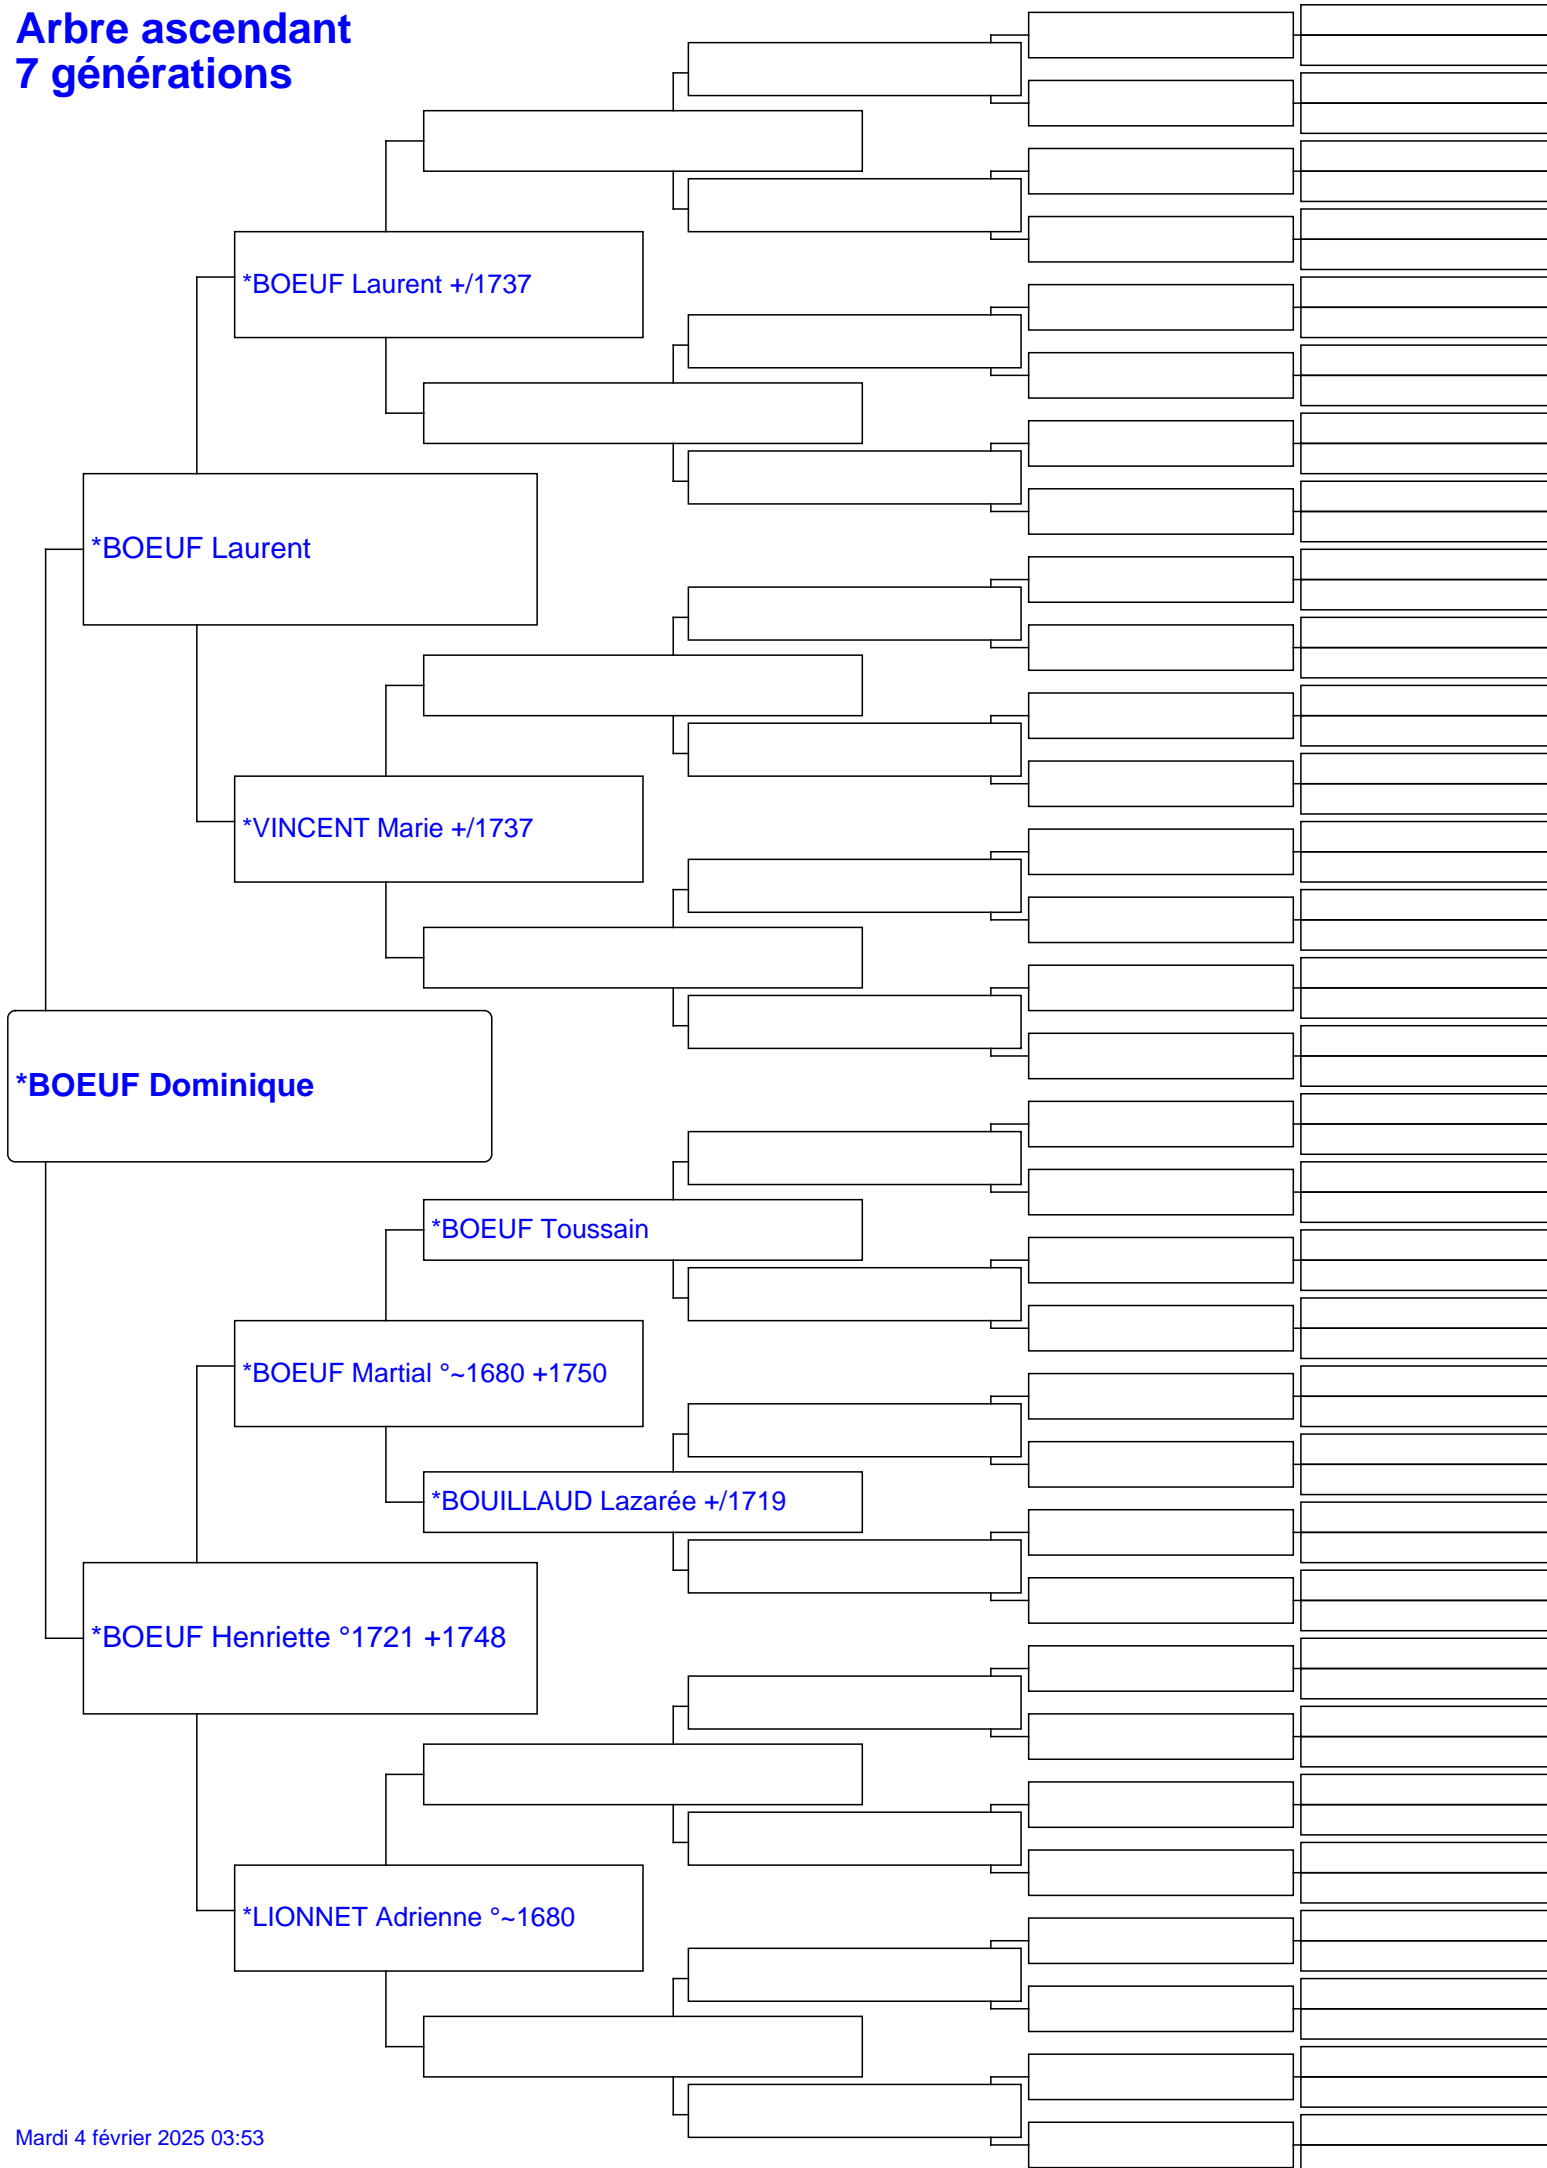 Arbre ascendant
7 générations
*BOEUF Laurent +/1737
*BOEUF Laurent
*VINCENT Marie +/1737
*BOEUF Dominique
*BOEUF Toussain
*BOEUF Martial °~1680 +1750
*BOUILLAUD Lazarée +/1719
*BOEUF Henriette °1721 +1748
*LIONNET Adrienne °~1680
Mardi 4 février 2025 03:53